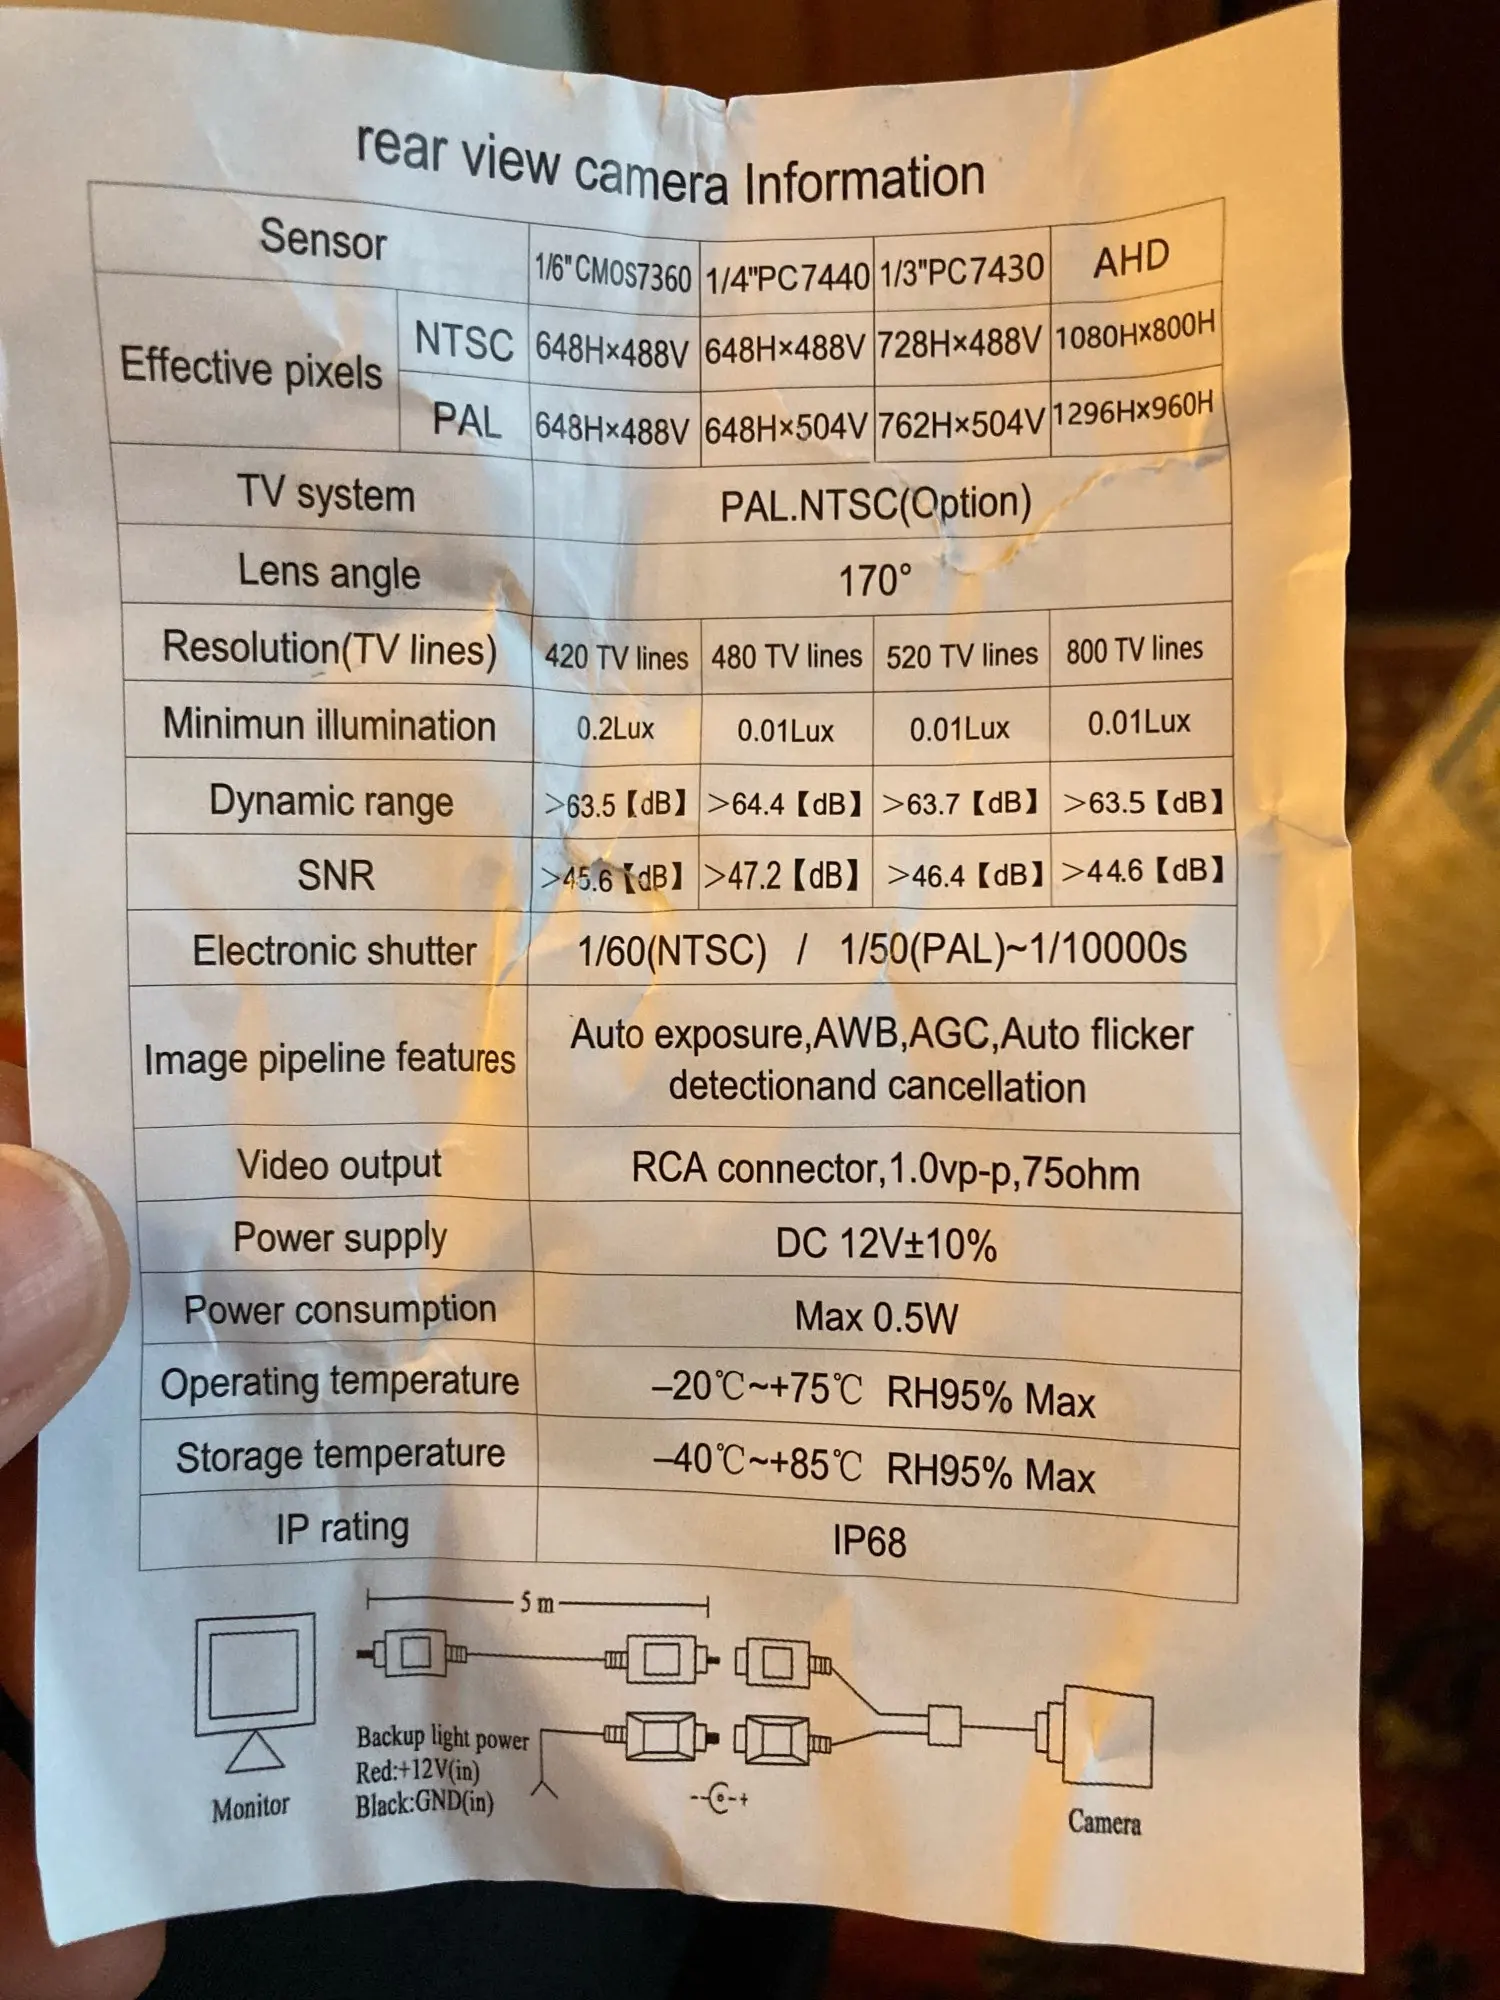 rear view camera Information
Sensor 1/6"CMOS7360 1/4"PC7440 1/3"PC7430 AHD
Effective pixels
NTSC 648H×488V 648H×488V 728H×488V 1080H×800H
PAL 648H×488V 648H×504V 762H×504V 1296H×960H
TV system PAL.NTSC(Option)
Lens angle 170°
Resolution(TV lines) 420 TV lines 480 TV lines 520 TV lines 800 TV lines
Minimun illumination 0.2Lux 0.01Lux 0.01Lux 0.01Lux
Dynamic range >63.5【dB】 >64.4【dB】 >63.7【dB】 >63.5【dB】
SNR >45.6【dB】 >47.2【dB】 >46.4【dB】 >44.6【dB】
Electronic shutter 1/60(NTSC) / 1/50(PAL)~1/10000s
Image pipeline features
Auto exposure,AWB,AGC,Auto flicker
detectionand cancellation
Video output RCA connector,1.0vp-p,75ohm
Power supply DC 12V±10%
Power consumption Max 0.5W
Operating temperature –20℃~+75℃ RH95% Max
Storage temperature –40℃~+85℃ RH95% Max
IP rating IP68
5 m
Backup light power
Red:+12V(in)
Black:GND(in)
Monitor
Camera